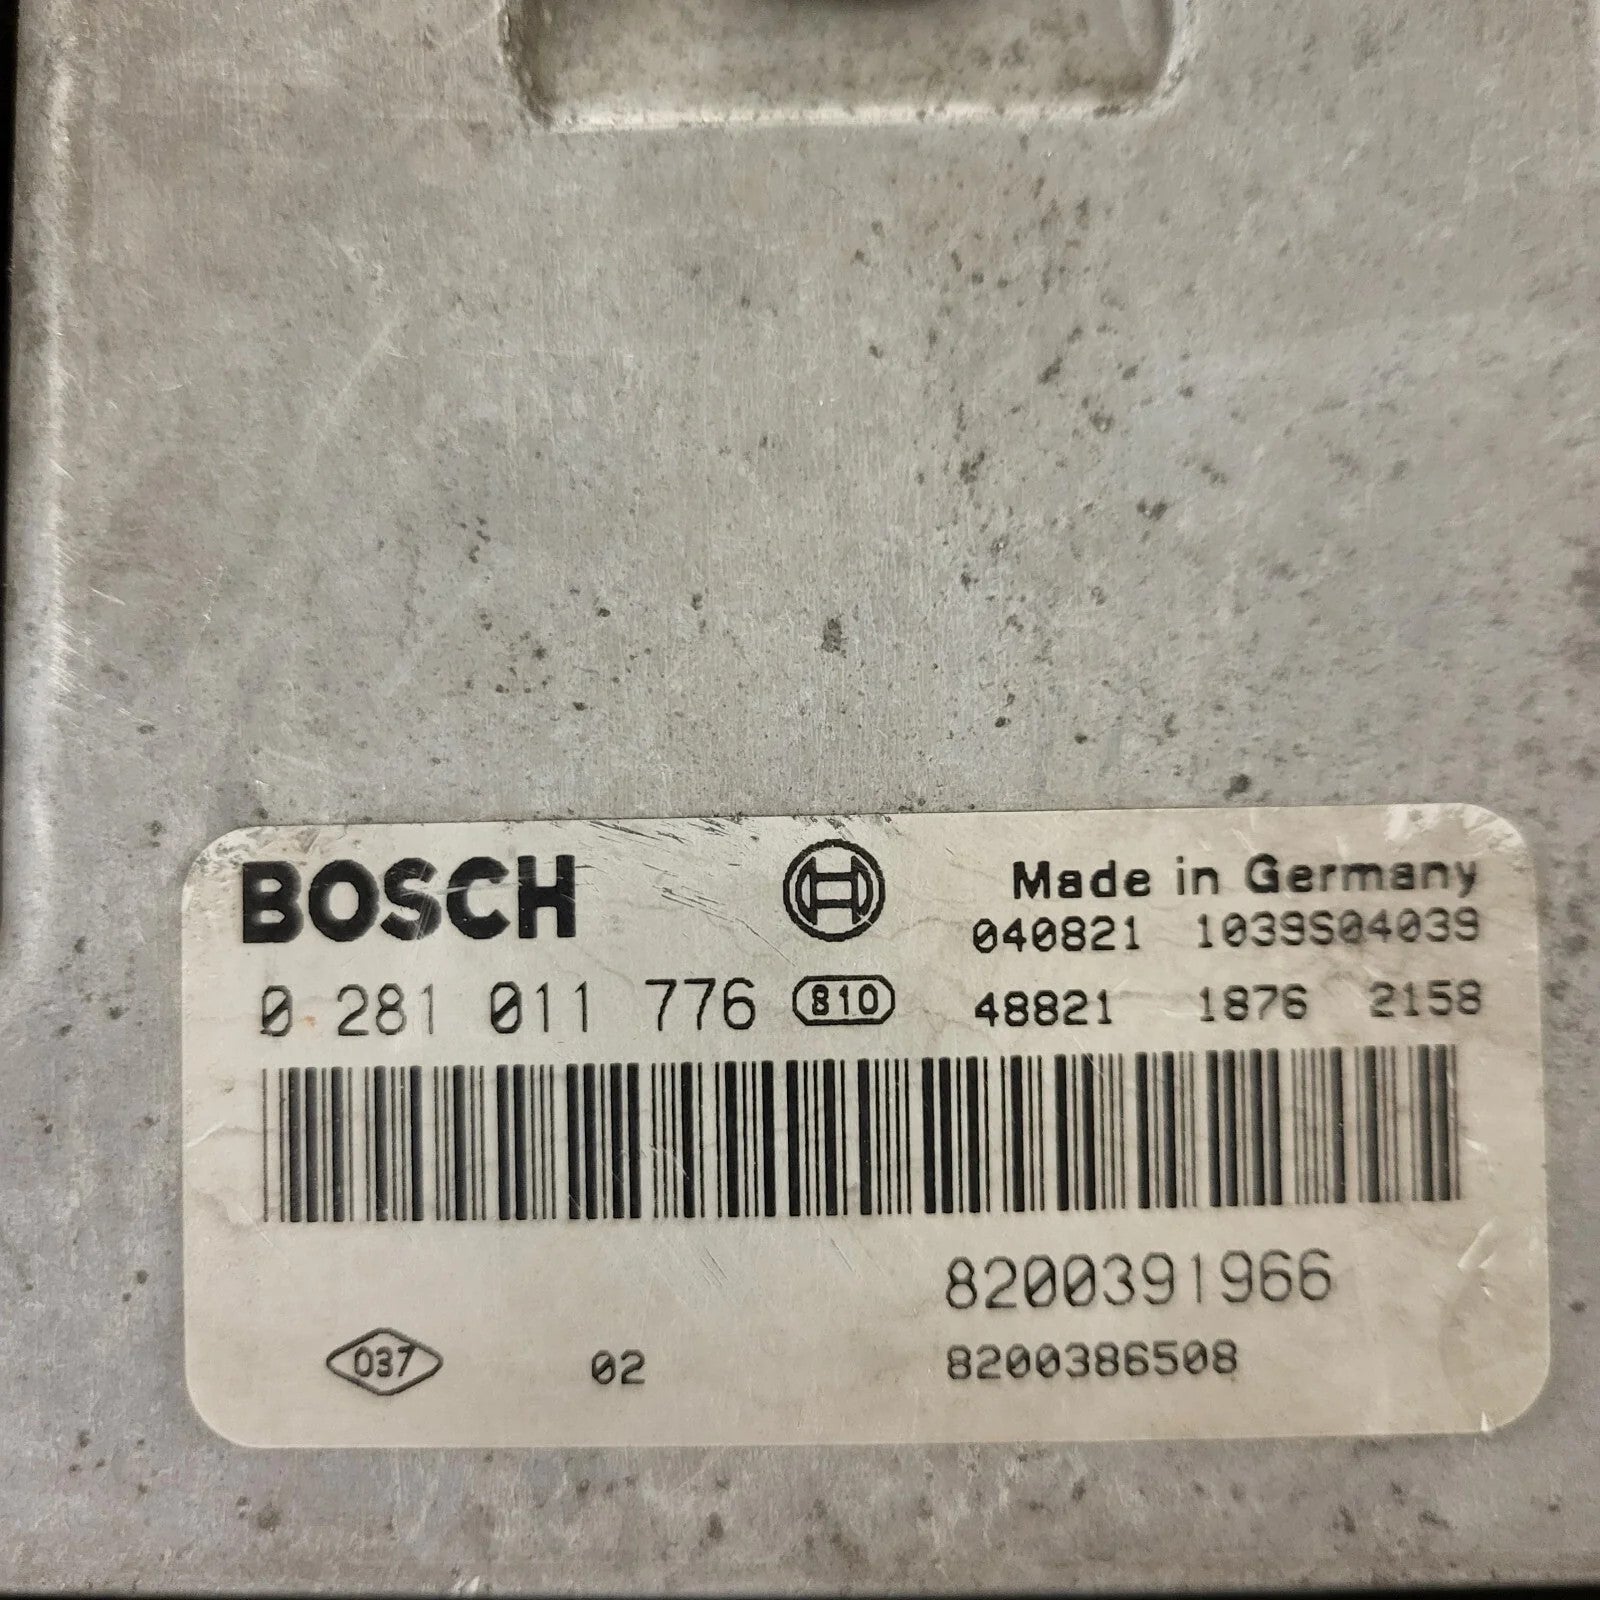 BOSCH
Made in Germany
040821 1039S04039
0 281 011 776 810 48821 1876 2158
8200391966
037 02 8200386508